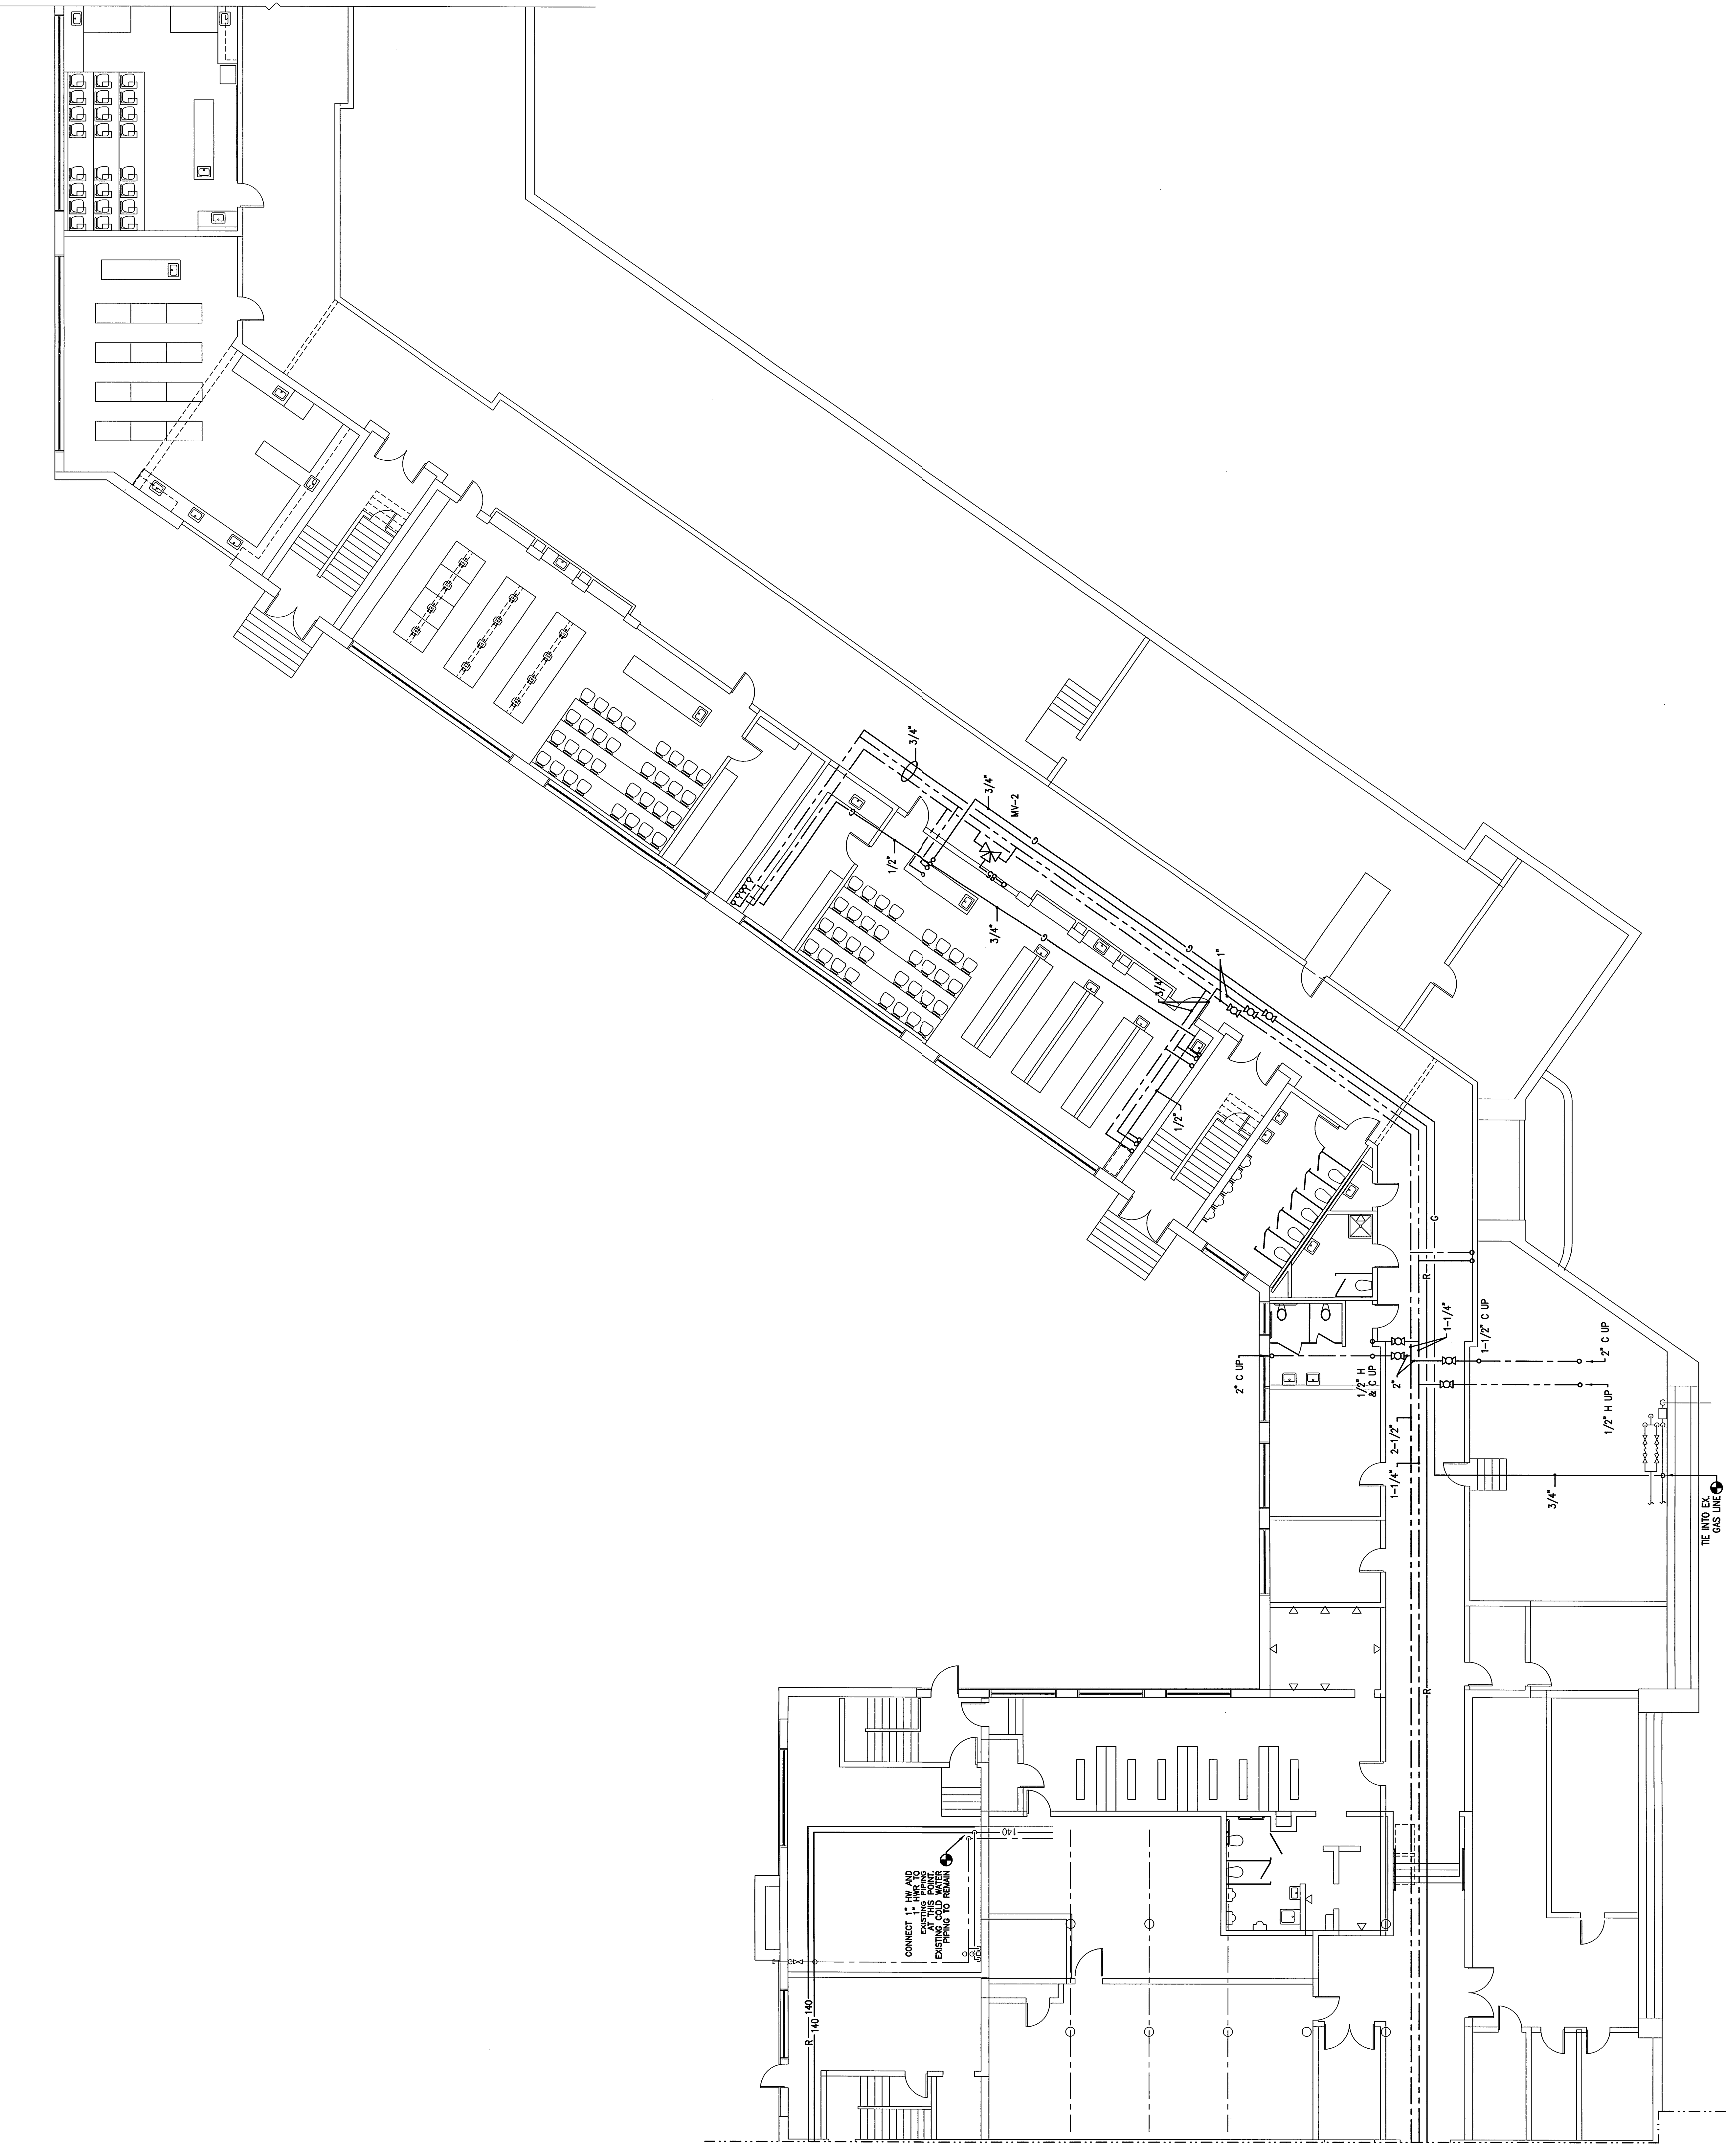 3/4"
3/4"
MV-2
G
G
1/2"
85
3/4"
G
G
1"
3/4"
1/2"
G
R
1-1/4"
1-1/2" C UP
2" C UP
2" C UP
1/2" H
& C UP
2"
1/2" H UP
2-1/2"
1-1/4"
3/4"
TIE INTO EX.
GAS LINE
R
140
CONNECT 1" HW AND
1" HWR TO
EXISTING PIPING
AT THIS POINT.
EXISTING COLD WATER
PIPING TO REMAIN
140
R
140